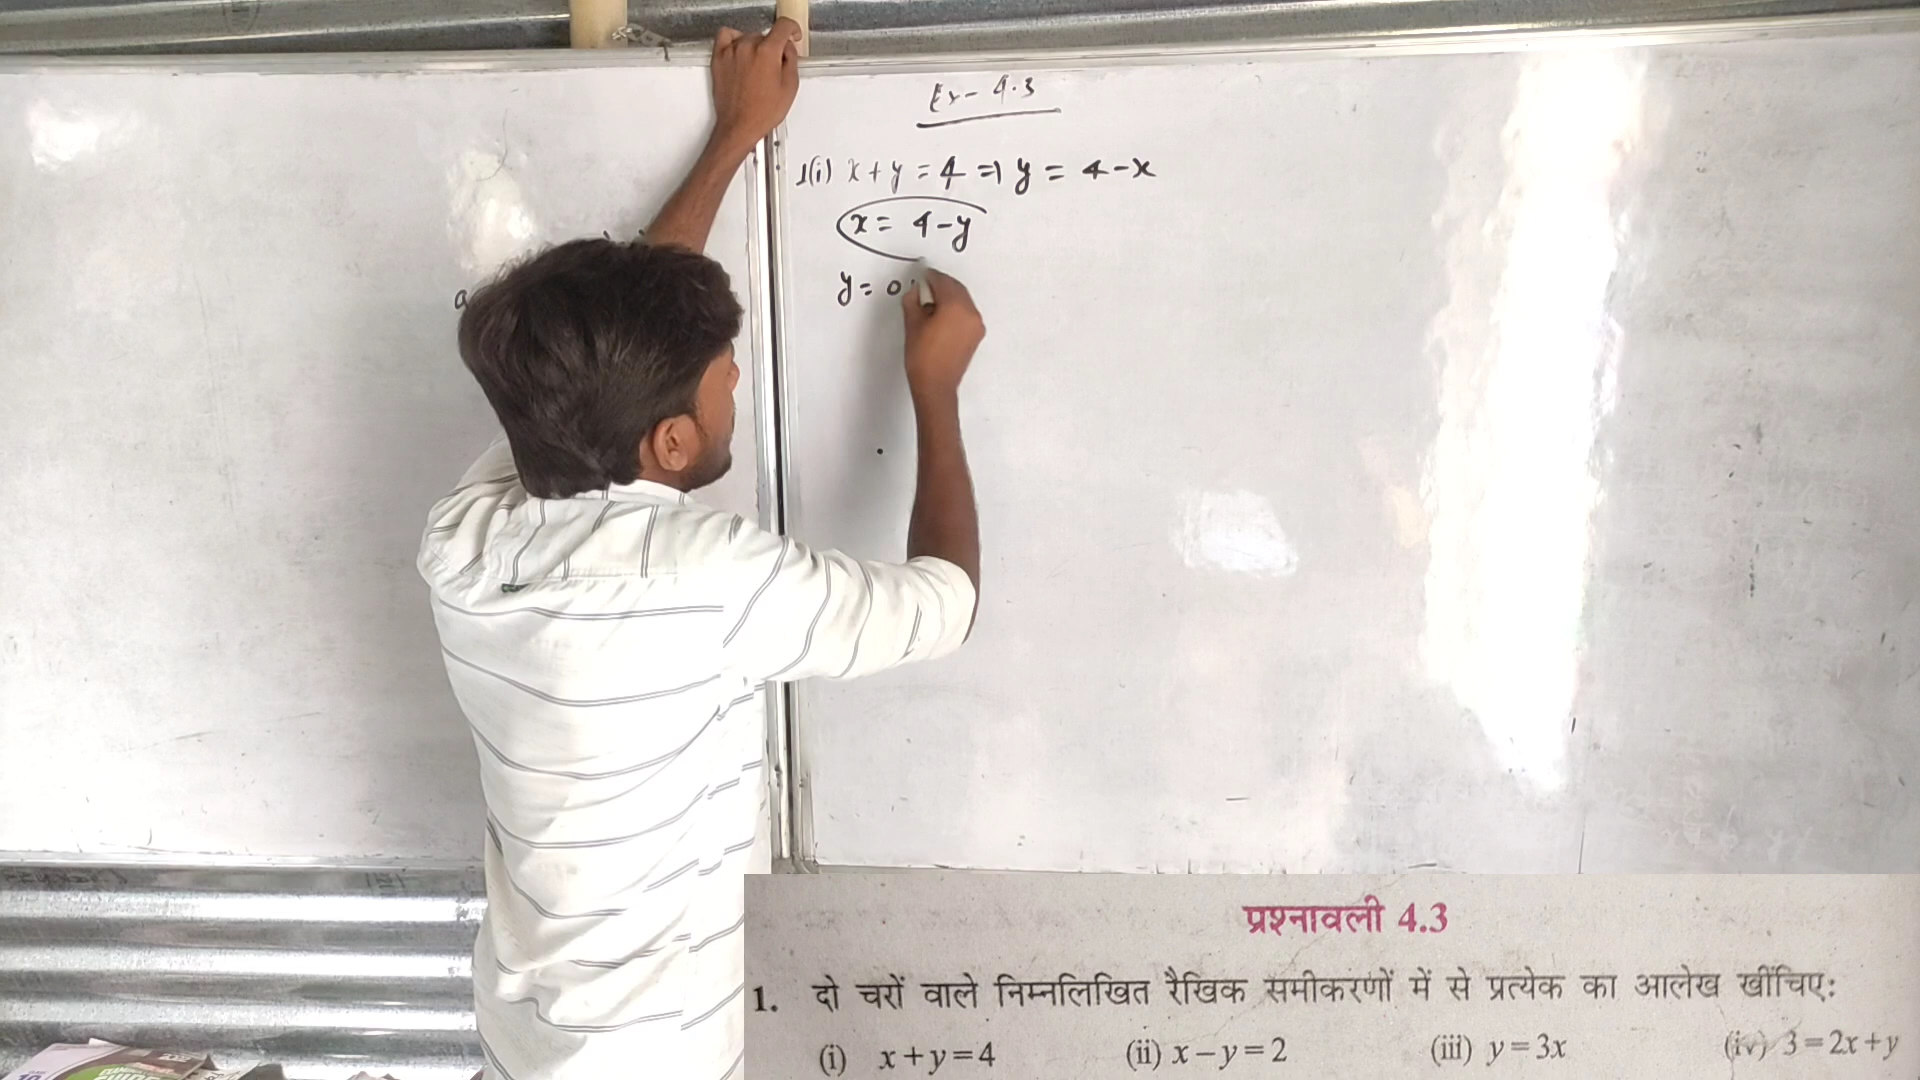 Ex- 4.3
1(i) x + y = 4 ⇒ y = 4 - x
x = 4 - y
y = 0
a
प्रश्नावली 4.3
1. दो चरों वाले निम्नलिखित रैखिक समीकरणों में से प्रत्येक का आलेख खींचिए:
(i) x + y = 4 (ii) x – y = 2 (iii) y = 3x (iv) 3 = 2x + y